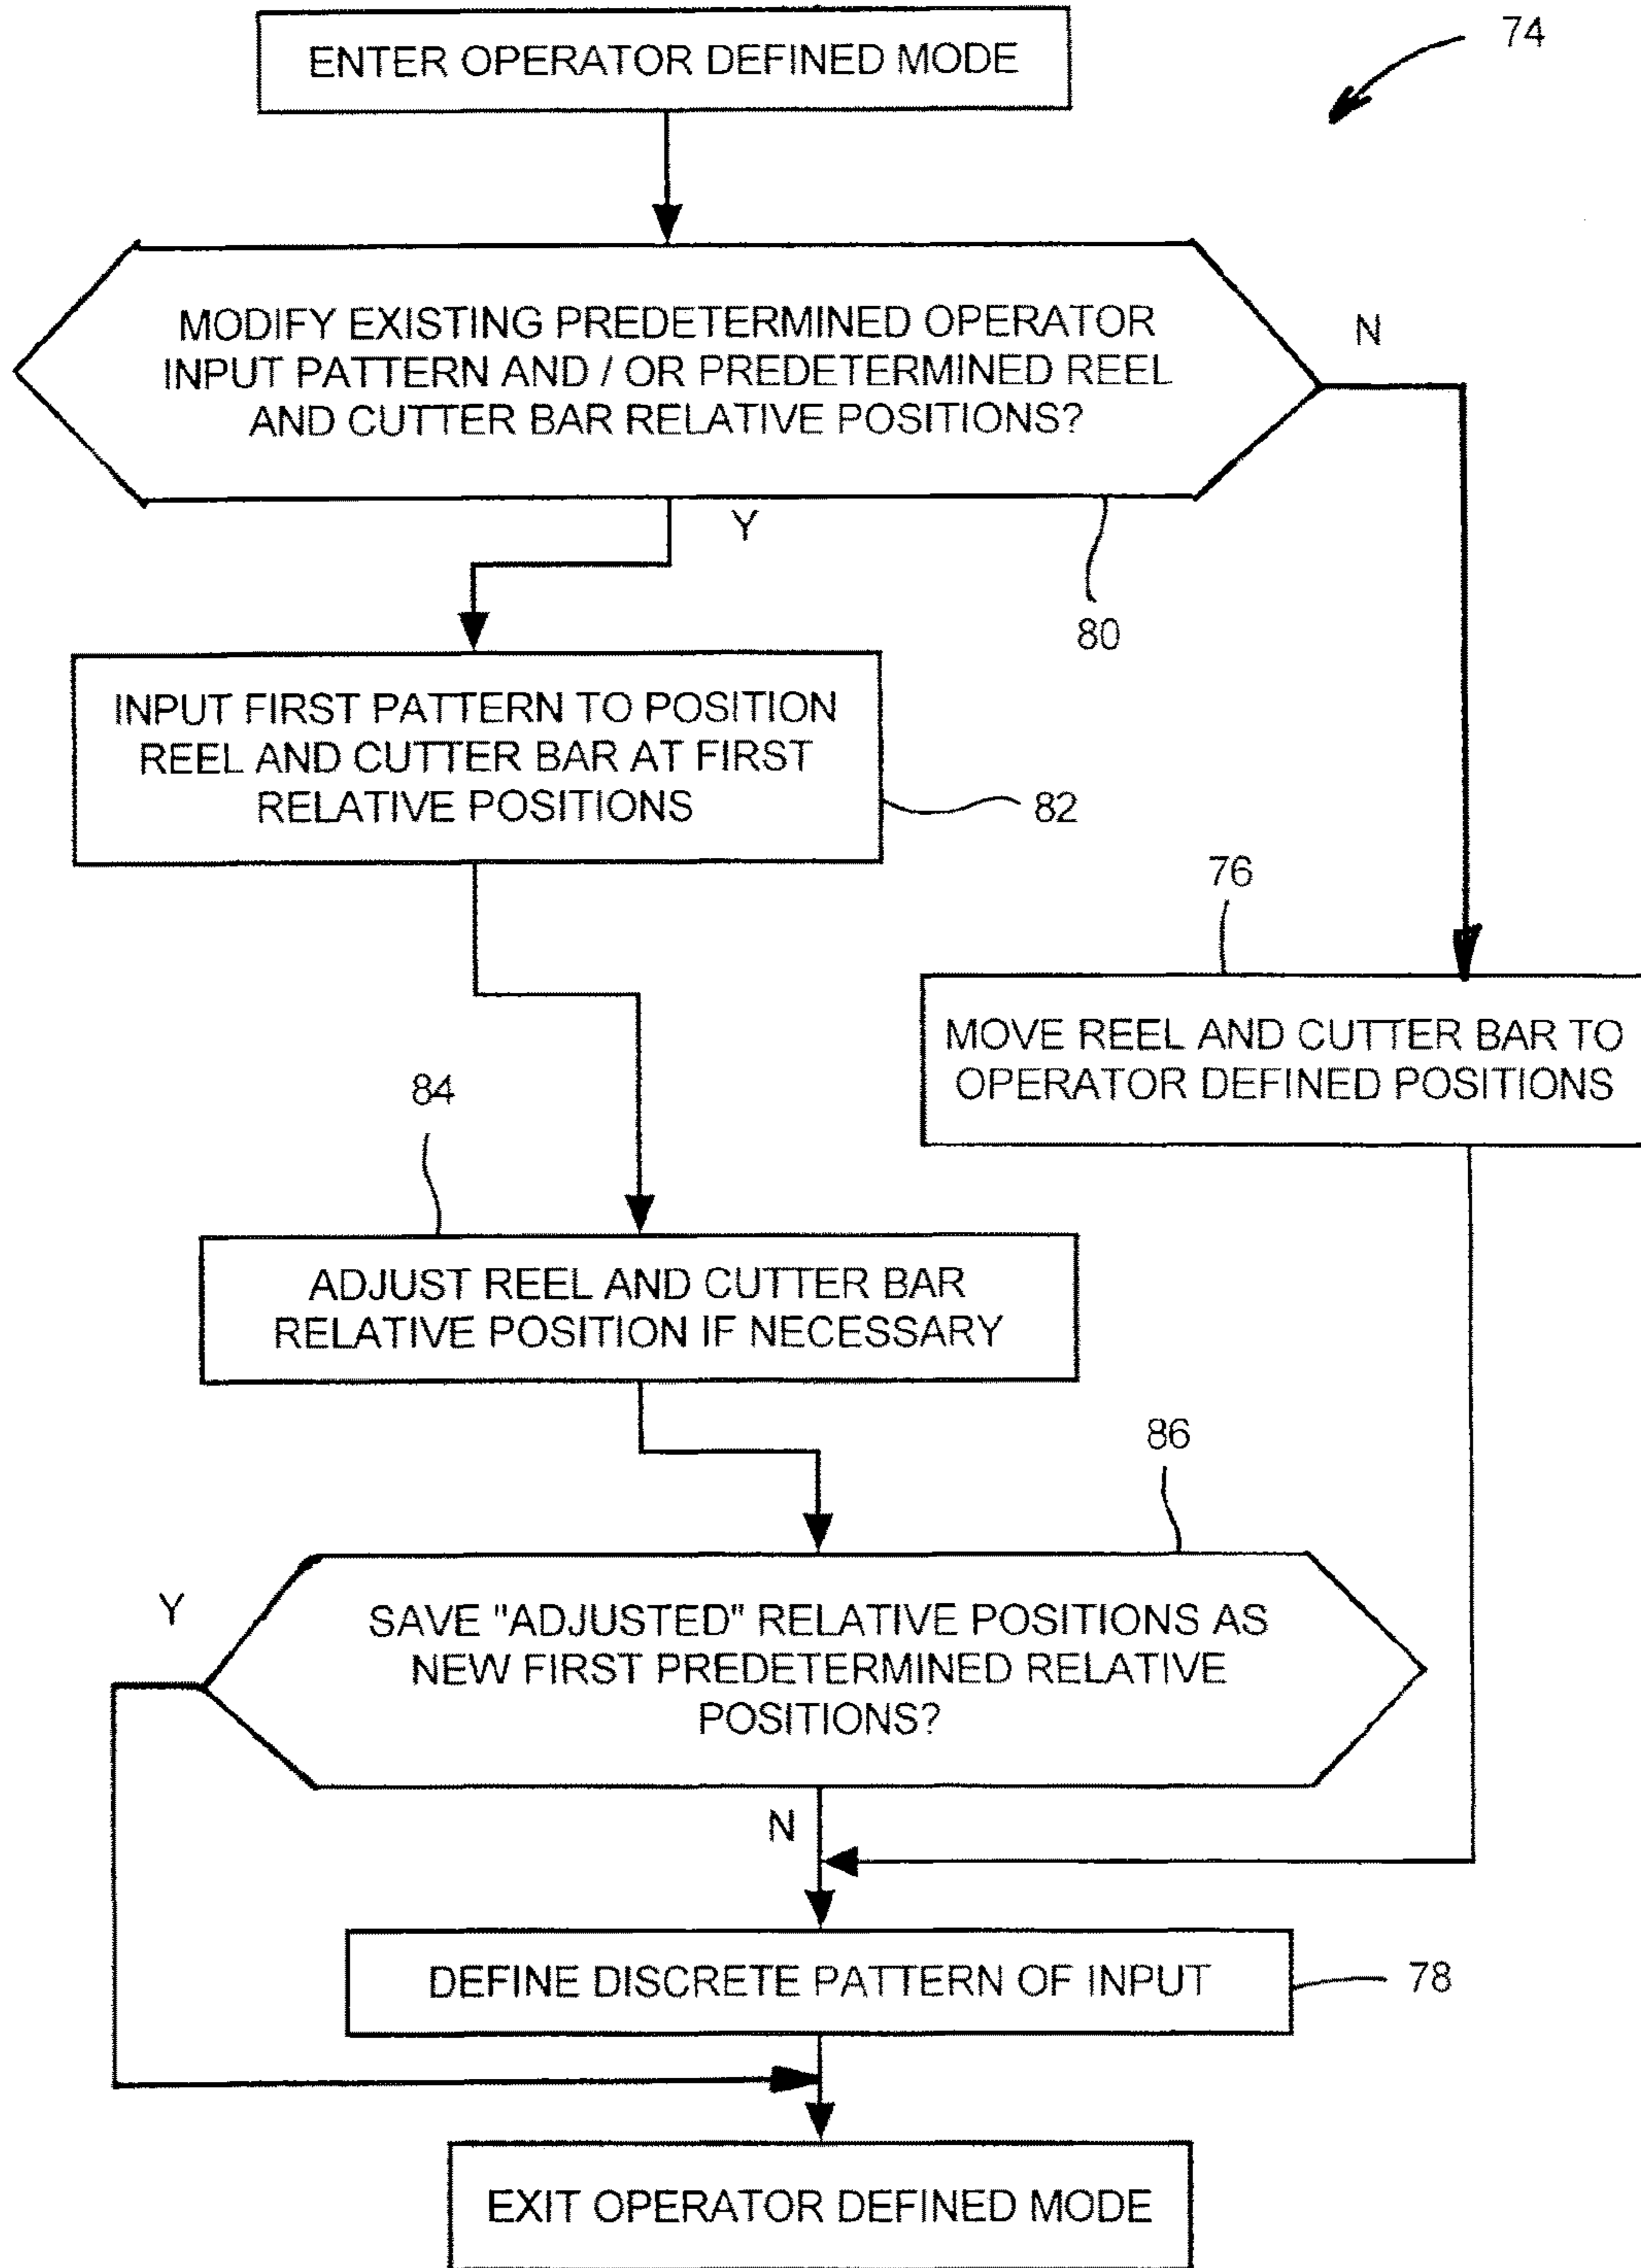 74
ENTER OPERATOR DEFINED MODE
MODIFY EXISTING PREDETERMINED OPERATOR
INPUT PATTERN AND / OR PREDETERMINED REEL
AND CUTTER BAR RELATIVE POSITIONS?
N
Y
80
INPUT FIRST PATTERN TO POSITION
REEL AND CUTTER BAR AT FIRST
RELATIVE POSITIONS
82
76
MOVE REEL AND CUTTER BAR TO
OPERATOR DEFINED POSITIONS
84
ADJUST REEL AND CUTTER BAR
RELATIVE POSITION IF NECESSARY
86
Y
SAVE "ADJUSTED" RELATIVE POSITIONS AS
NEW FIRST PREDETERMINED RELATIVE
POSITIONS?
N
DEFINE DISCRETE PATTERN OF INPUT
78
EXIT OPERATOR DEFINED MODE